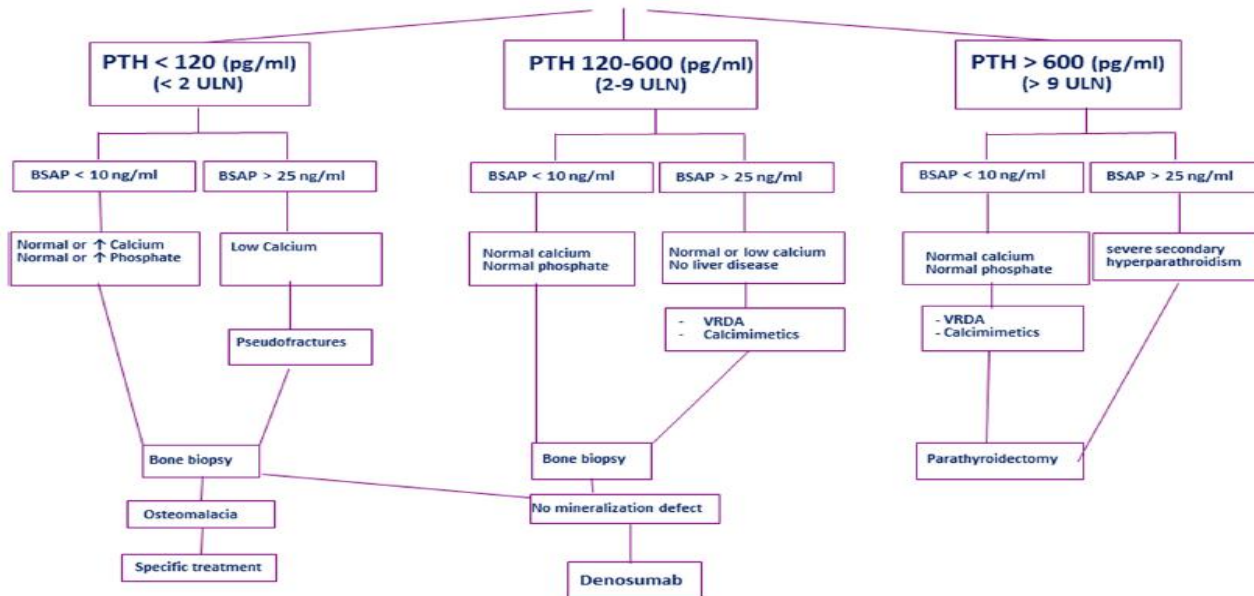 PTH < 120 (pg/ml)
(< 2 ULN)
PTH 120-600 (pg/ml)
(2-9 ULN)
PTH > 600 (pg/ml)
(> 9 ULN)
BSAP < 10 ng/ml
BSAP > 25 ng/ml
BSAP < 10 ng/ml
BSAP > 25 ng/ml
BSAP < 10 ng/ml
BSAP > 25 ng/ml
Normal or ↑ Calcium
Normal or ↑ Phosphate
Low Calcium
Normal calcium
Normal phosphate
Normal or low calcium
No liver disease
Normal calcium
Normal phosphate
severe secondary
hyperparathroidism
Pseudofractures
- VRDA
- Calcimimetics
- VRDA
- Calcimimetics
Bone biopsy
Bone biopsy
Parathyroidectomy
Osteomalacia
No mineralization defect
Specific treatment
Denosumab